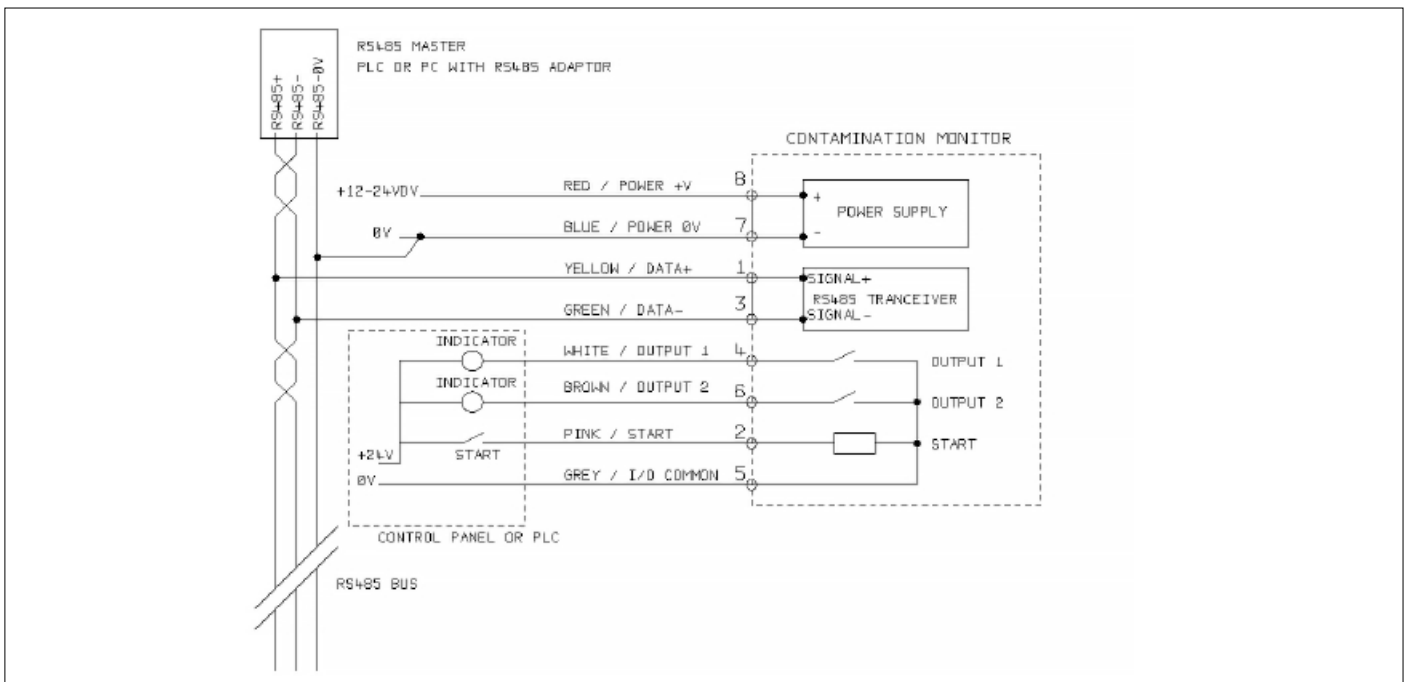 RS485 MASTER
PLC OR PC WITH RS485 ADAPTOR
RS485+
RS485-
RS485-0V
CONTAMINATION MONITOR
+12-24VDV
RED / POWER +V
8
+
POWER SUPPLY
-
0V
BLUE / POWER 0V
7
YELLOW / DATA+
1
SIGNAL+
RS485 TRANCEIVER
SIGNAL-
GREEN / DATA-
3
INDICATOR
WHITE / OUTPUT 1
4
OUTPUT 1
INDICATOR
BROWN / OUTPUT 2
6
OUTPUT 2
PINK / START
2
START
START
+24V
0V
GREY / I/O COMMON
5
CONTROL PANEL OR PLC
RS485 BUS